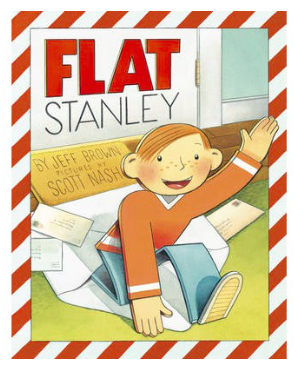 FLAT
STANLEY
BY JEFF BROWN
PICTURES BY
SCOTT NASH